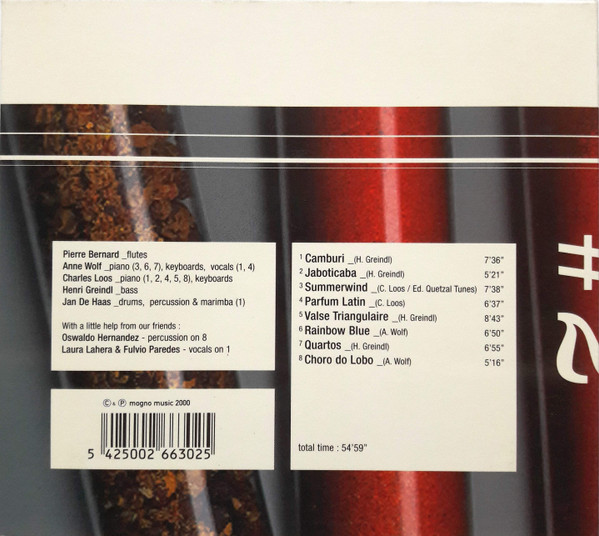 Pierre Bernard _flutes
Anne Wolf _piano (3, 6, 7), keyboards, vocals (1, 4)
Charles Loos _piano (1, 2, 4, 5, 8), keyboards
Henri Greindl _bass
Jan De Haas _drums, percussion & marimba (1)
With a little help from our friends :
Oswaldo Hernandez - percussion on 8
Laura Lahera & Fulvio Paredes - vocals on 1
© & ℗ mogno music 2000
5 425002 663025
1 Camburi _(H. Greindl) 7'36"
2 Jaboticaba _(H. Greindl) 5'21"
3 Summerwind _(C. Loos / Ed. Quetzal Tunes) 7'38"
4 Parfum Latin _(C. Loos) 6'37"
5 Valse Triangulaire _(H. Greindl) 8'43"
6 Rainbow Blue _(A. Wolf) 6'50"
7 Quartos _(H. Greindl) 6'55"
8 Choro do Lobo _(A. Wolf) 5'16"
total time : 54'59"
# 2